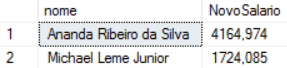 nome NovoSalario
1 Ananda Ribeiro da Silva 4164,974
2 Michael Leme Junior 1724,085